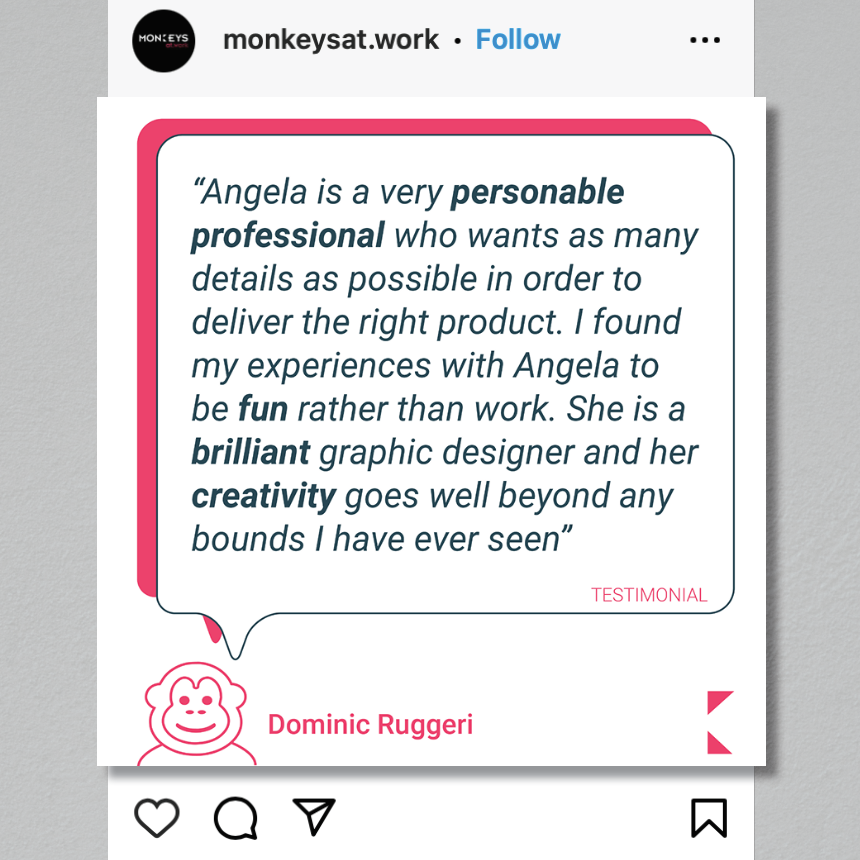 MONKEYS
monkeysat.work • Follow
“Angela is a very personable
professional who wants as many
details as possible in order to
deliver the right product. I found
my experiences with Angela to
be fun rather than work. She is a
brilliant graphic designer and her
creativity goes well beyond any
bounds I have ever seen”
TESTIMONIAL
Dominic Ruggeri